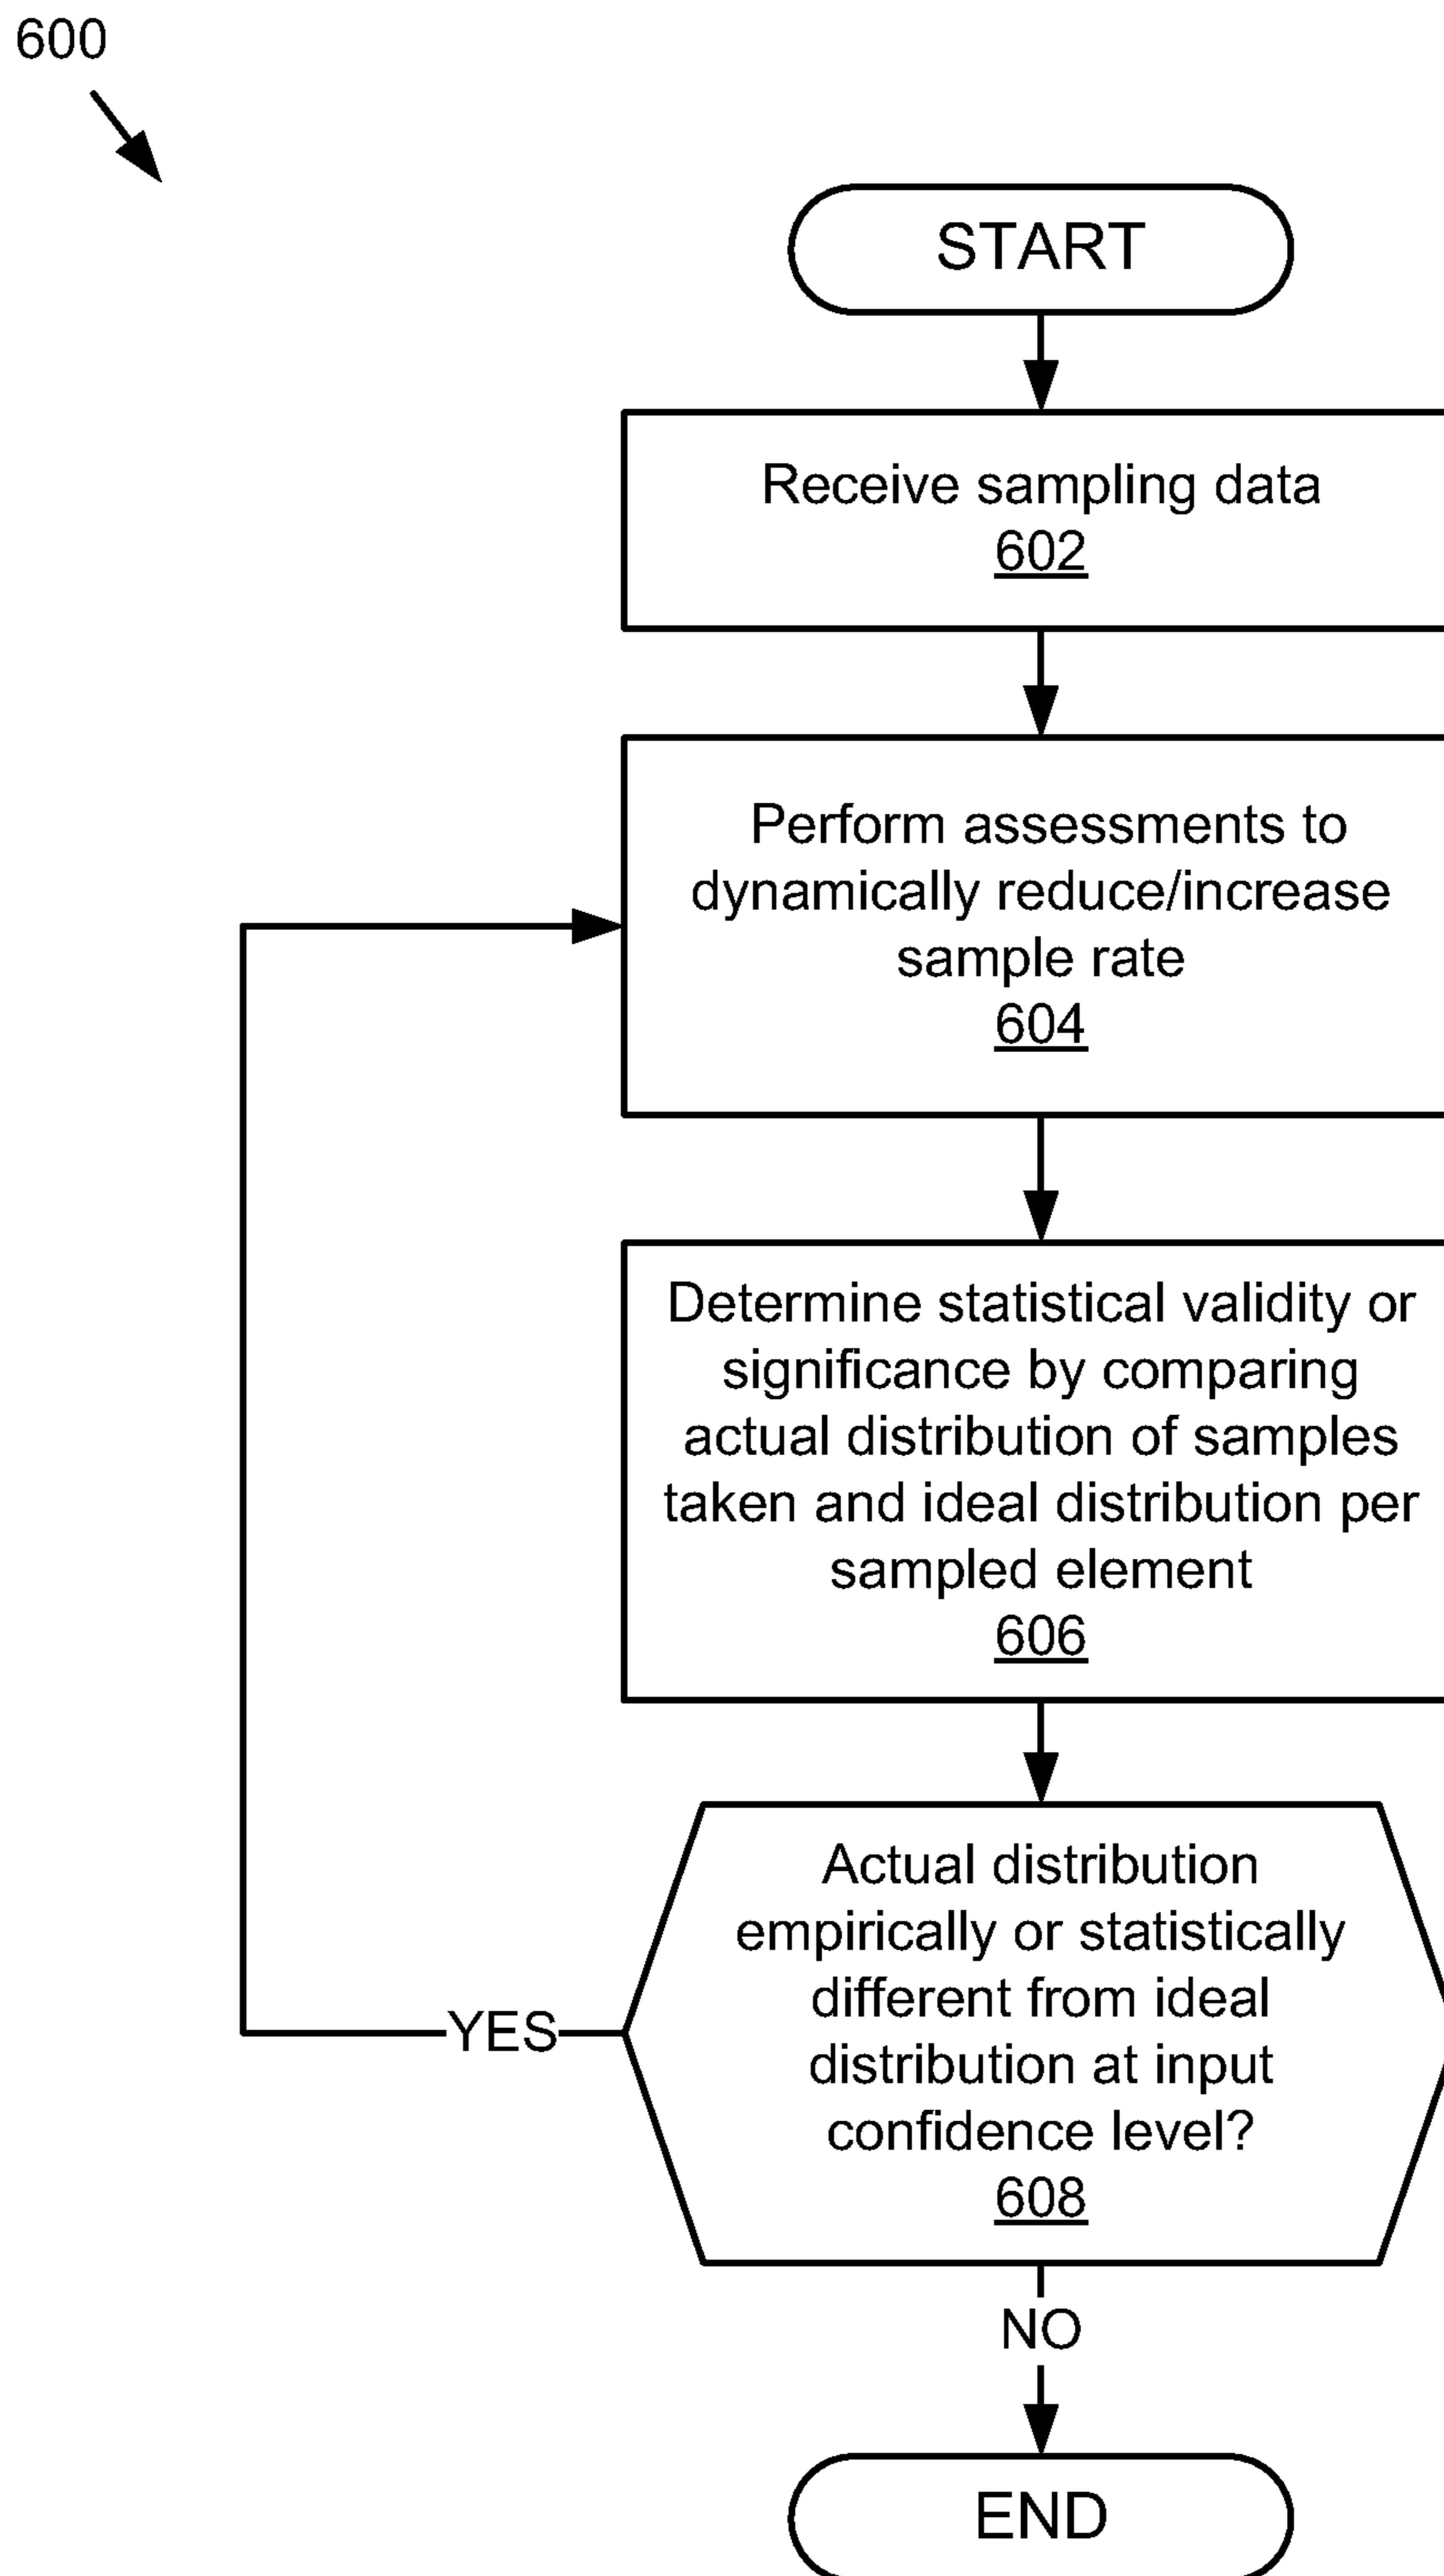 600
START
Receive sampling data
602
Perform assessments to
dynamically reduce/increase
sample rate
604
Determine statistical validity or
significance by comparing
actual distribution of samples
taken and ideal distribution per
sampled element
606
Actual distribution
empirically or statistically
different from ideal
distribution at input
confidence level?
608
YES
NO
END